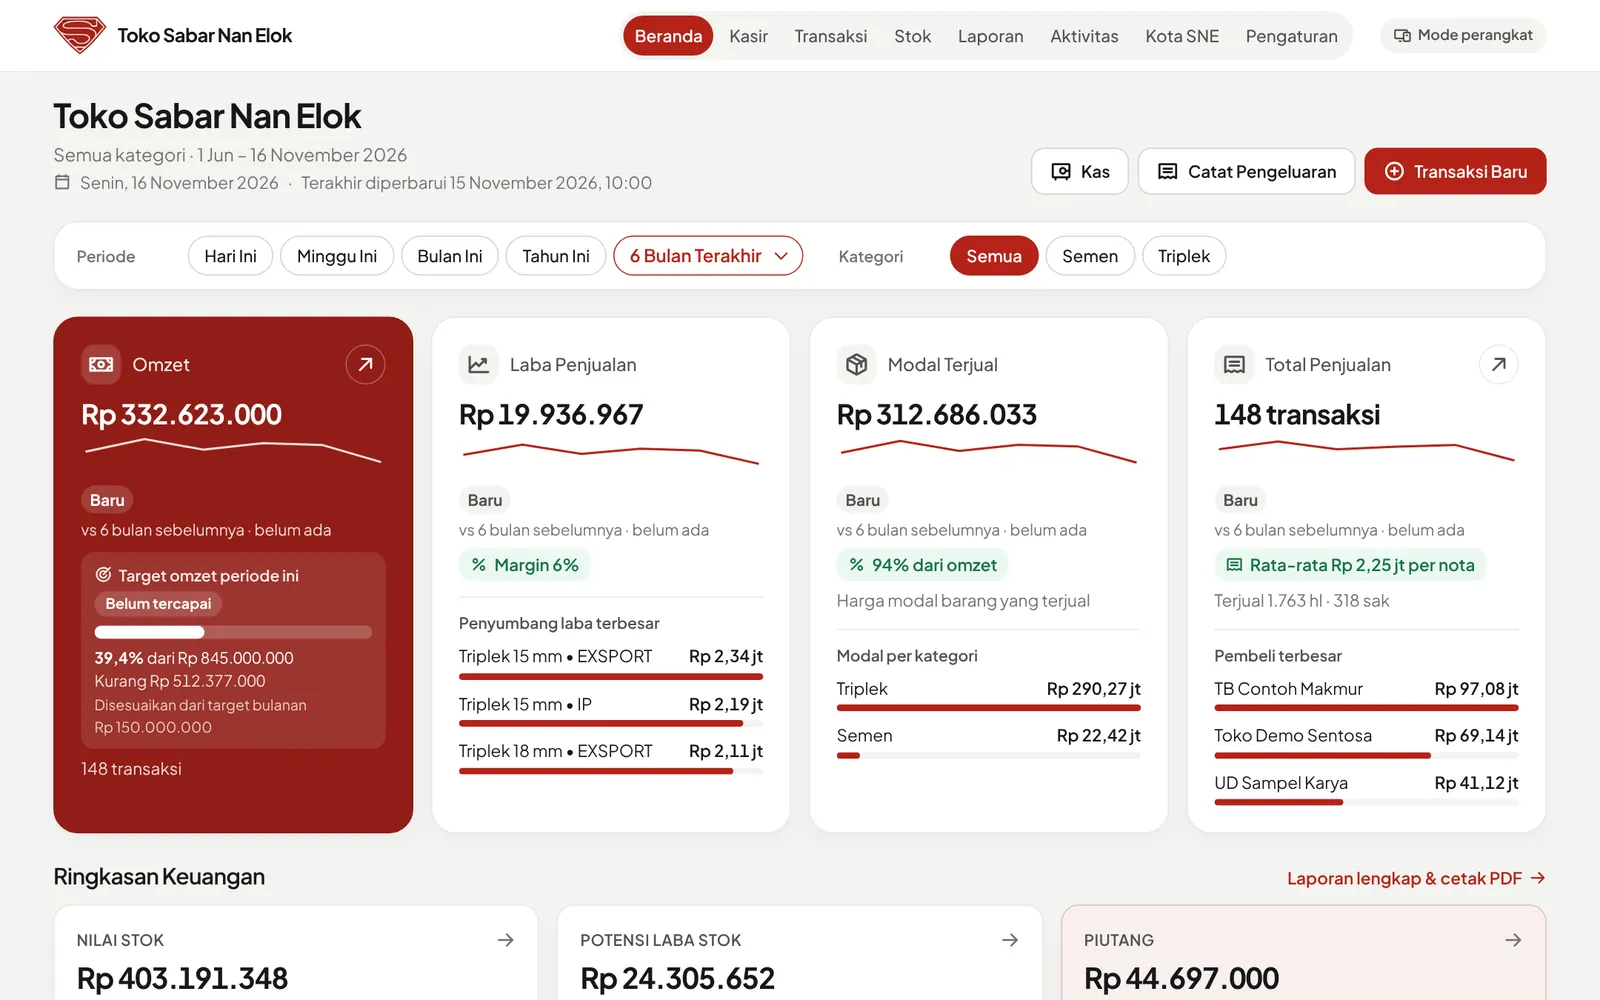 Toko Sabar Nan Elok
Beranda Kasir Transaksi Stok Laporan Aktivitas Kota SNE Pengaturan
Mode perangkat
Toko Sabar Nan Elok
Semua kategori · 1 Jun – 16 November 2026
Senin, 16 November 2026 · Terakhir diperbarui 15 November 2026, 10:00
Kas
Catat Pengeluaran
Transaksi Baru
Periode Hari Ini Minggu Ini Bulan Ini Tahun Ini 6 Bulan Terakhir Kategori Semua Semen Triplek
Omzet
Rp 332.623.000
Baru
vs 6 bulan sebelumnya · belum ada
Target omzet periode ini
Belum tercapai
39,4% dari Rp 845.000.000
Kurang Rp 512.377.000
Disesuaikan dari target bulanan
Rp 150.000.000
148 transaksi
Laba Penjualan
Rp 19.936.967
Baru
vs 6 bulan sebelumnya · belum ada
% Margin 6%
Penyumbang laba terbesar
Triplek 15 mm • EXSPORT Rp 2,34 jt
Triplek 15 mm • IP Rp 2,19 jt
Triplek 18 mm • EXSPORT Rp 2,11 jt
Modal Terjual
Rp 312.686.033
Baru
vs 6 bulan sebelumnya · belum ada
% 94% dari omzet
Harga modal barang yang terjual
Modal per kategori
Triplek Rp 290,27 jt
Semen Rp 22,42 jt
Total Penjualan
148 transaksi
Baru
vs 6 bulan sebelumnya · belum ada
Rata-rata Rp 2,25 jt per nota
Terjual 1.763 hl · 318 sak
Pembeli terbesar
TB Contoh Makmur Rp 97,08 jt
Toko Demo Sentosa Rp 69,14 jt
UD Sampel Karya Rp 41,12 jt
Ringkasan Keuangan
Laporan lengkap & cetak PDF →
NILAI STOK →
Rp 403.191.348
POTENSI LABA STOK →
Rp 24.305.652
PIUTANG →
Rp 44.697.000